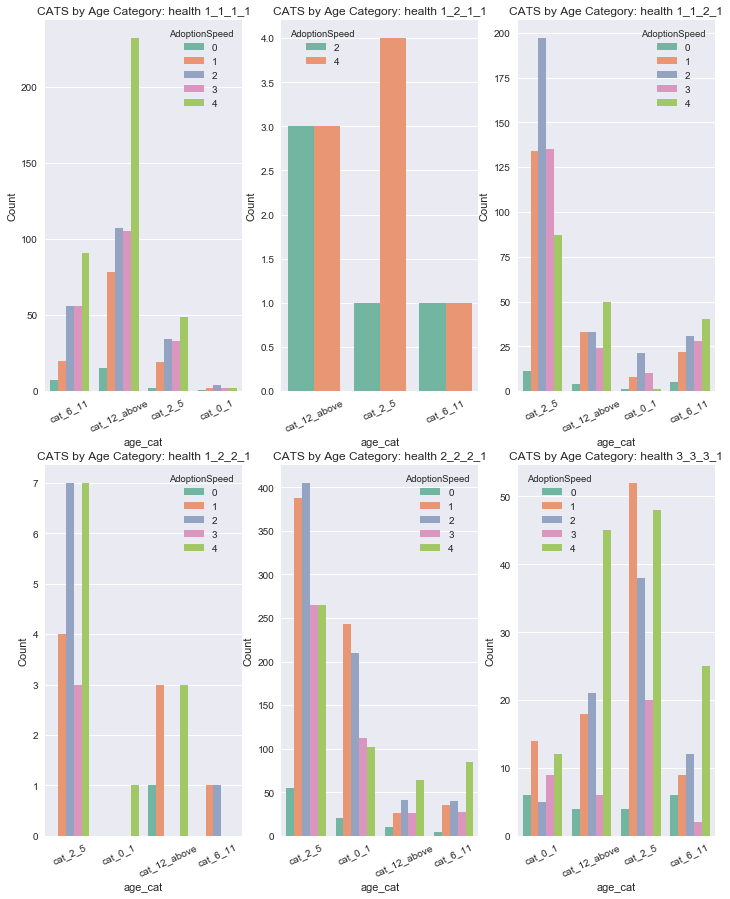 CATS by Age Category: health 1_1_1_1
AdoptionSpeed
0
1
2
3
4
Count
200
150
100
50
0
cat_6_11
cat_12_above
cat_2_5
cat_0_1
age_cat
CATS by Age Category: health 1_2_1_1
AdoptionSpeed
2
4
Count
4.0
3.5
3.0
2.5
2.0
1.5
1.0
0.5
0.0
cat_12_above
cat_2_5
cat_6_11
age_cat
CATS by Age Category: health 1_1_2_1
AdoptionSpeed
0
1
2
3
4
Count
200
175
150
125
100
75
50
25
0
cat_2_5
cat_12_above
cat_0_1
cat_6_11
age_cat
CATS by Age Category: health 1_2_2_1
AdoptionSpeed
0
1
2
3
4
Count
7
6
5
4
3
2
1
0
cat_2_5
cat_0_1
cat_12_above
cat_6_11
age_cat
CATS by Age Category: health 2_2_2_1
AdoptionSpeed
0
1
2
3
4
Count
400
350
300
250
200
150
100
50
0
cat_2_5
cat_0_1
cat_12_above
cat_6_11
age_cat
CATS by Age Category: health 3_3_3_1
AdoptionSpeed
0
1
2
3
4
Count
50
40
30
20
10
0
cat_0_1
cat_12_above
cat_2_5
cat_6_11
age_cat